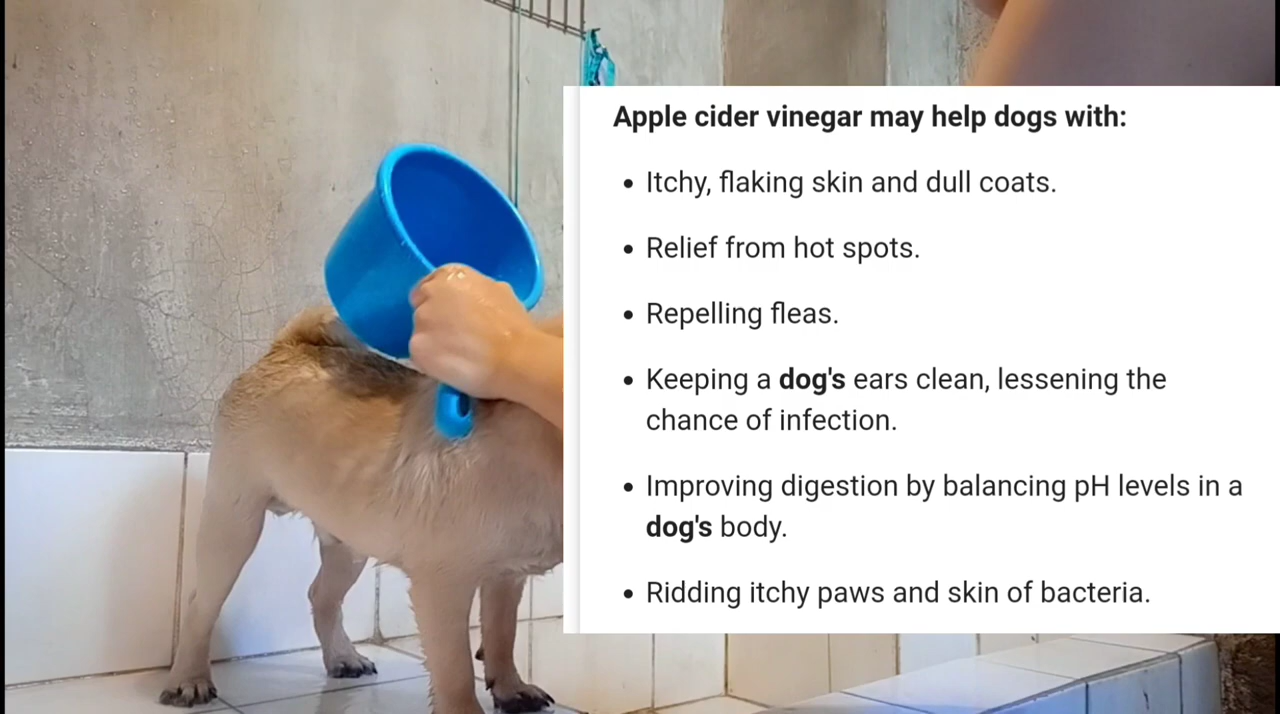 Apple cider vinegar may help dogs with:
• Itchy, flaking skin and dull coats.
• Relief from hot spots.
• Repelling fleas.
• Keeping a dog's ears clean, lessening the
chance of infection.
• Improving digestion by balancing pH levels in a
dog's body.
• Ridding itchy paws and skin of bacteria.